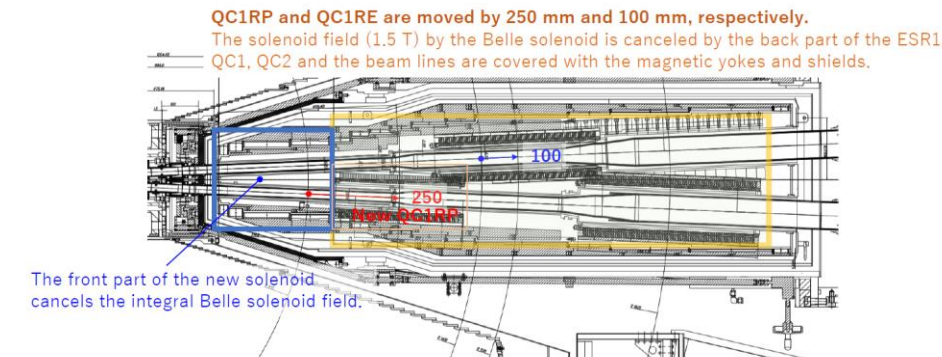 QC1RP and QC1RE are moved by 250 mm and 100 mm, respectively.
The solenoid field (1.5 T) by the Belle solenoid is canceled by the back part of the ESR1
QC1, QC2 and the beam lines are covered with the magnetic yokes and shields.
100
250
New QC1RP
The front part of the new solenoid
cancels the integral Belle solenoid field.